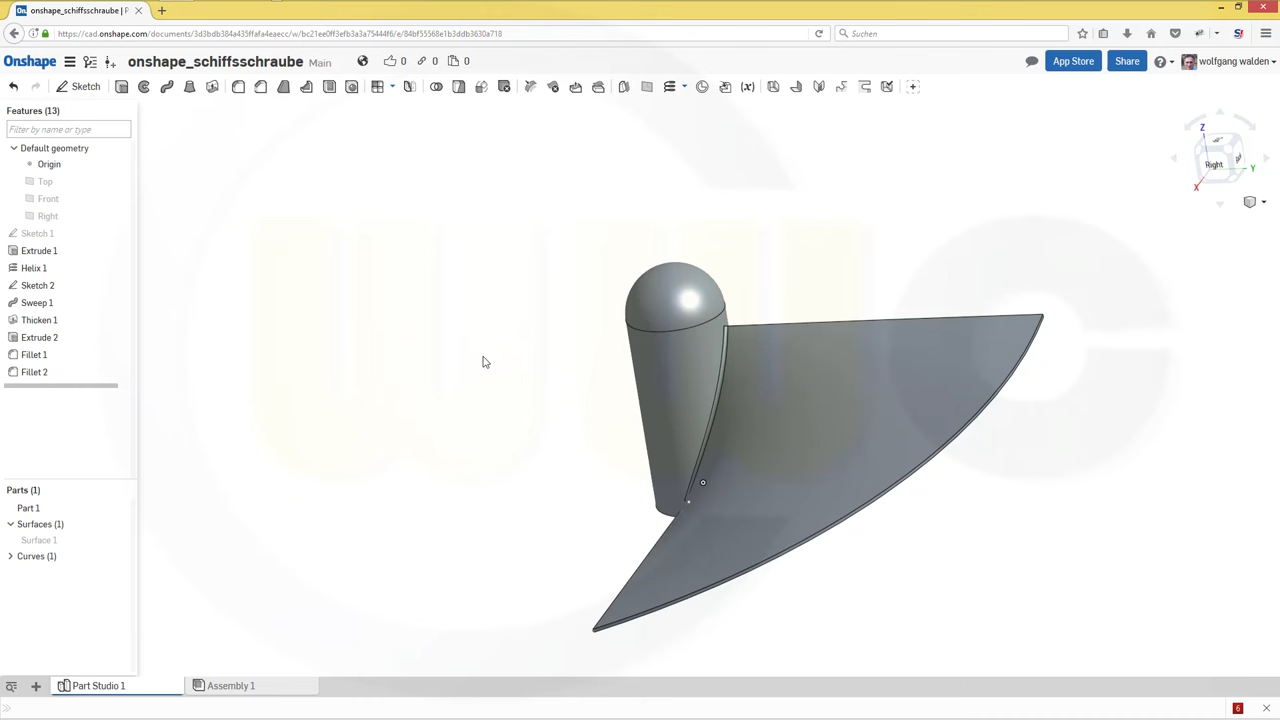 onshape_schiffsschraube | P
https://cad.onshape.com/documents/3d3bdb384a435ffafa4eaecc/w/bc21ee0ff3efb3a3a75444f6/e/84bf55568e1b3ddb3630a718
Suchen
Onshape
onshape_schiffsschraube Main
0
0
0
App Store
Share
wolfgang walden
Sketch
(x)
Features (13)
Filter by name or type
Default geometry
Origin
Top
Front
Right
Sketch 1
Extrude 1
Helix 1
Sketch 2
Sweep 1
Thicken 1
Extrude 2
Fillet 1
Fillet 2
Parts (1)
Part 1
Surfaces (1)
Surface 1
Curves (1)
Z
Right
Y
X
Part Studio 1
Assembly 1
6